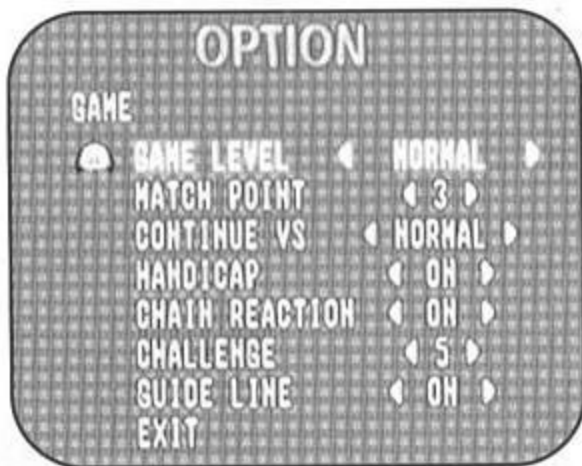 OPTION
GAME
GAME LEVEL NORMAL
MATCH POINT 3
CONTINUE VS NORMAL
HANDICAP ON
CHAIN REACTION ON
CHALLENGE 5
GUIDE LINE ON
EXIT